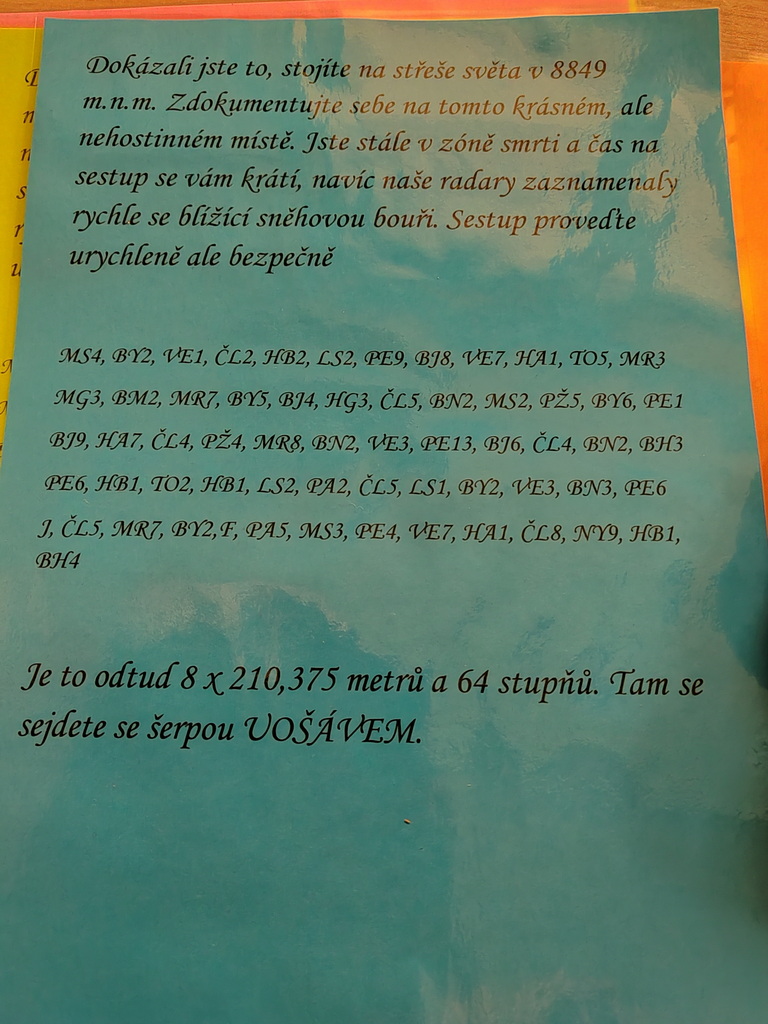 Dokázali jste to, stojíte na střeše světa v 8849
m.n.m. Zdokumentujte sebe na tomto krásném, ale
nehostinném místě. Jste stále v zóně smrti a čas na
sestup se vám krátí, navíc naše radary zaznamenaly
rychle se blížící sněhovou bouři. Sestup proveďte
urychleně ale bezpečně
MS4, BY2, VE1, ČL2, HB2, LS2, PE9, BJ8, VE7, HA1, TO5, MR3
MG3, BM2, MR7, BY5, BJ4, HG3, ČL5, BN2, MS2, PŽ5, BY6, PE1
BJ9, HA7, ČL4, PŽ4, MR8, BN2, VE3, PE13, BJ6, ČL4, BN2, BH3
PE6, HB1, TO2, HB1, LS2, PA2, ČL5, LS1, BY2, VE3, BN3, PE6
J, ČL5, MR7, BY2,F, PA5, MS3, PE4, VE7, HA1, ČL8, NY9, HB1,
BH4
Je to odtud 8 x 210,375 metrů a 64 stupňů. Tam se
sejdete se šerpou UOŠÁVEM.